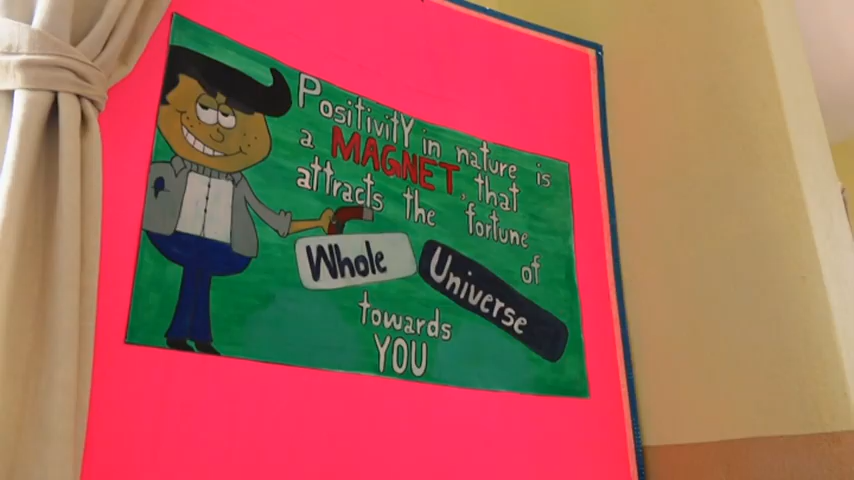 PositivitY in nature is
a MAGNET, that
attracts the fortune
of
Whole Universe
towards
YOU